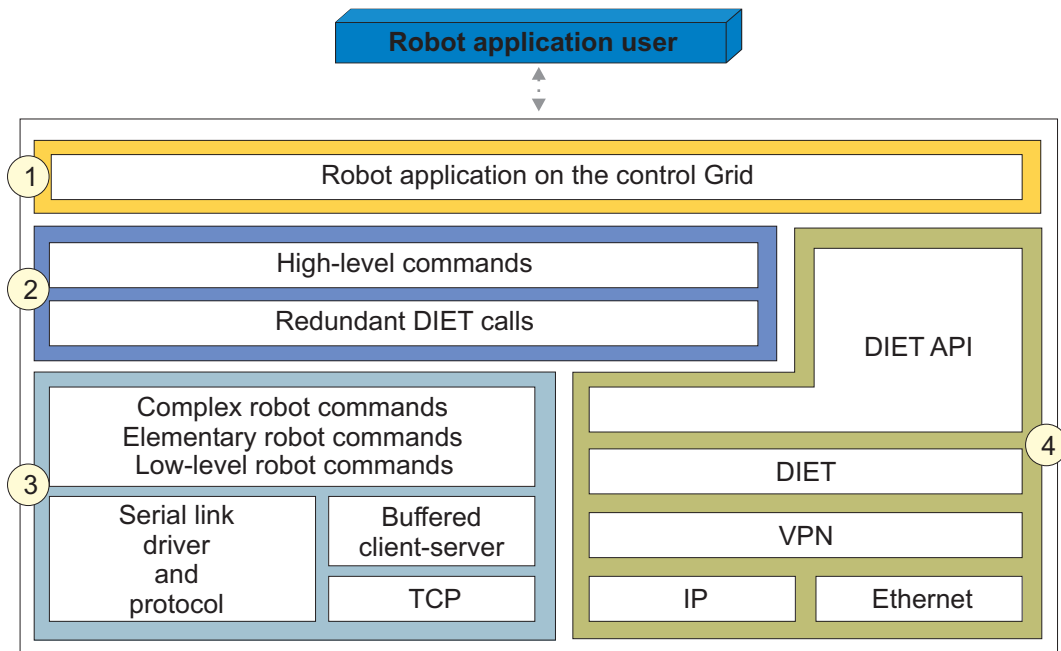 Robot application user
1
Robot application on the control Grid
2
High-level commands
Redundant DIET calls
DIET API
3
Complex robot commands
Elementary robot commands
Low-level robot commands
Serial link
driver
and
protocol
Buffered
client-server
TCP
4
DIET
VPN
IP
Ethernet